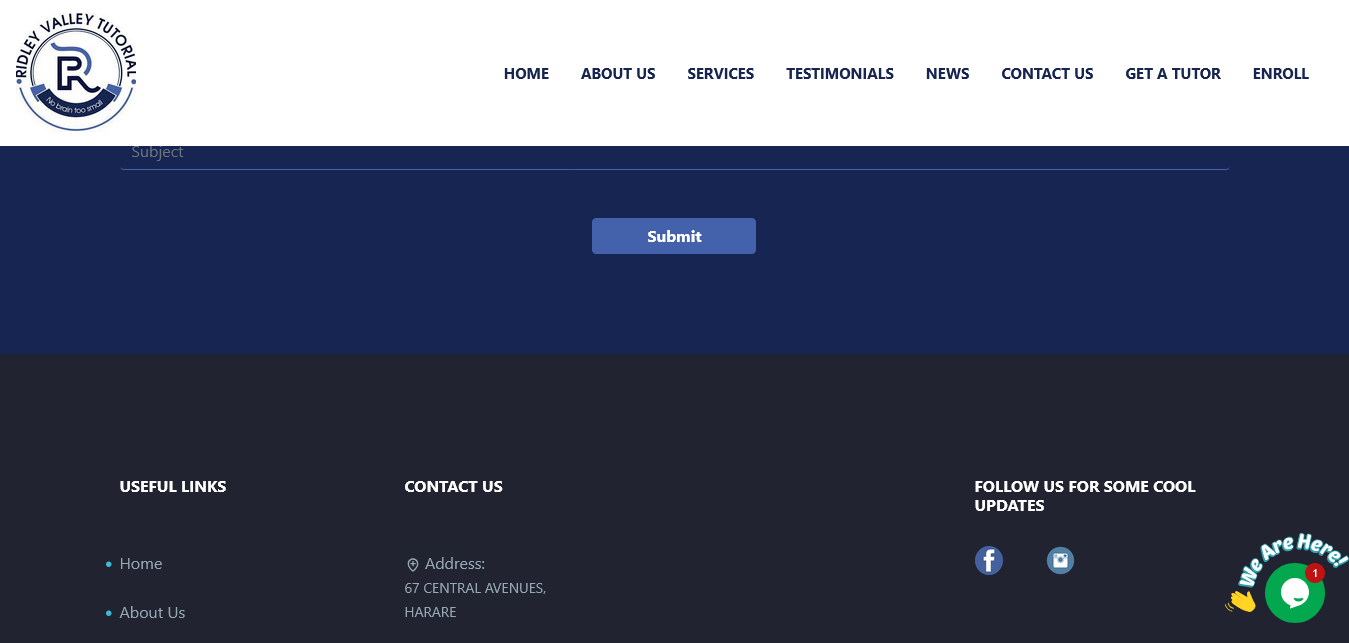 RIDLEY VALLEY TUTORIAL
R
No brain too small
HOME ABOUT US SERVICES TESTIMONIALS NEWS CONTACT US GET A TUTOR ENROLL
Subject
Submit
USEFUL LINKS
Home
About Us
CONTACT US
Address:
67 CENTRAL AVENUES,
HARARE
FOLLOW US FOR SOME COOL
UPDATES
f
We Are Here!
1